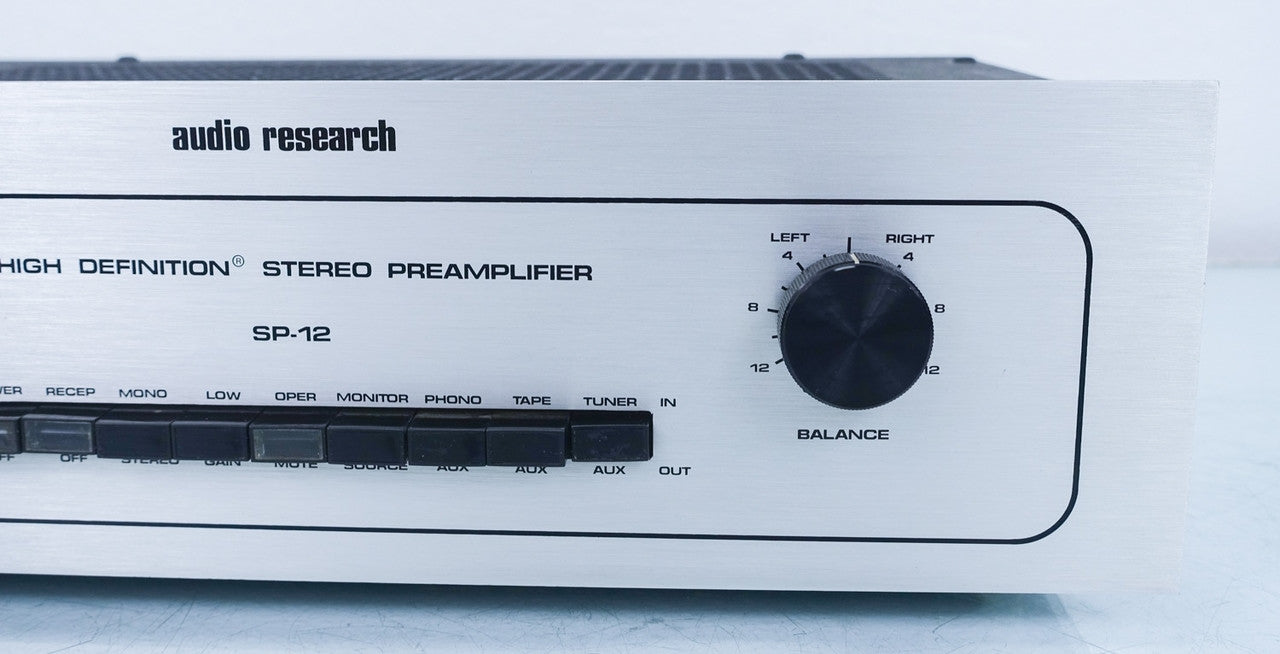 audio research
HIGH DEFINITION® STEREO PREAMPLIFIER
SP-12
LEFT RIGHT
4 4
8 8
12 12
BALANCE
RECEP MONO LOW OPER MONITOR PHONO TAPE TUNER IN
OFF STEREO GAIN MUTE SOURCE AUX AUX AUX OUT